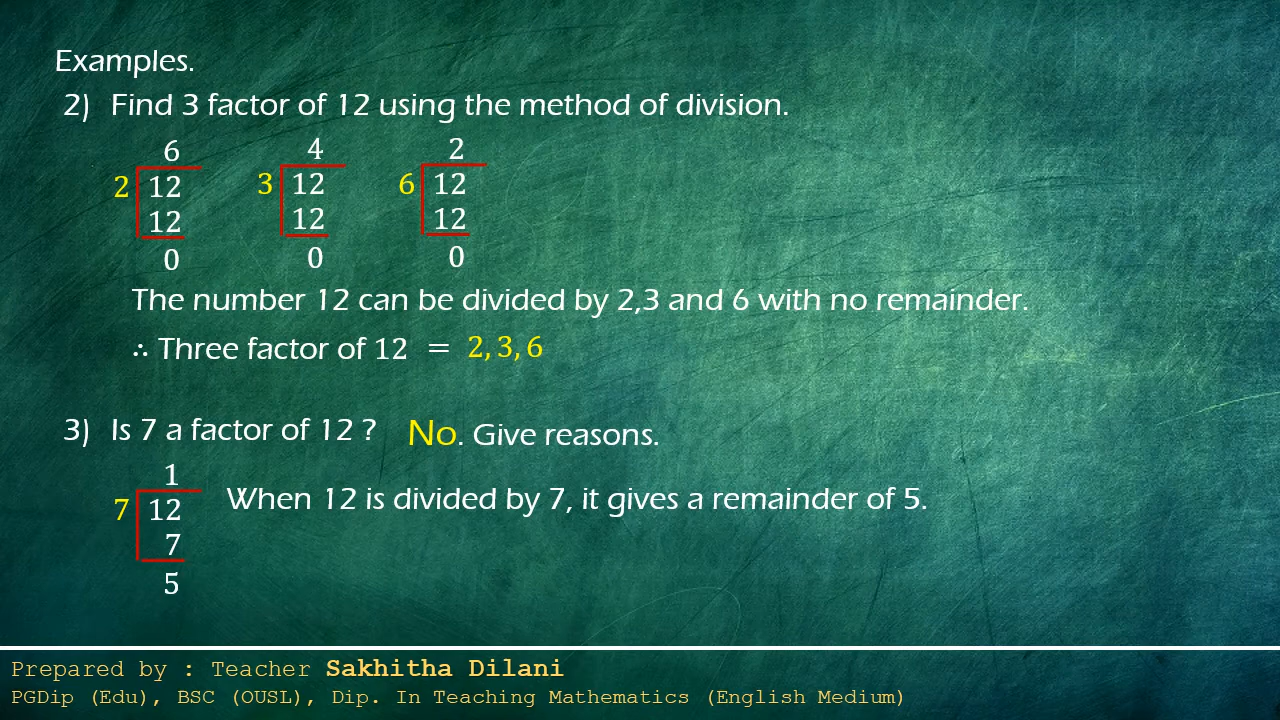 Examples.
2) Find 3 factor of 12 using the method of division.
6 4 2
2 12 3 12 6 12
12 12 12
0 0 0
The number 12 can be divided by 2,3 and 6 with no remainder.
∴ Three factor of 12 = 2, 3, 6
3) Is 7 a factor of 12 ? No. Give reasons.
1
7 12 When 12 is divided by 7, it gives a remainder of 5.
7
5
Prepared by : Teacher Sakhitha Dilani
PGDip (Edu), BSC (OUSL), Dip. In Teaching Mathematics (English Medium)